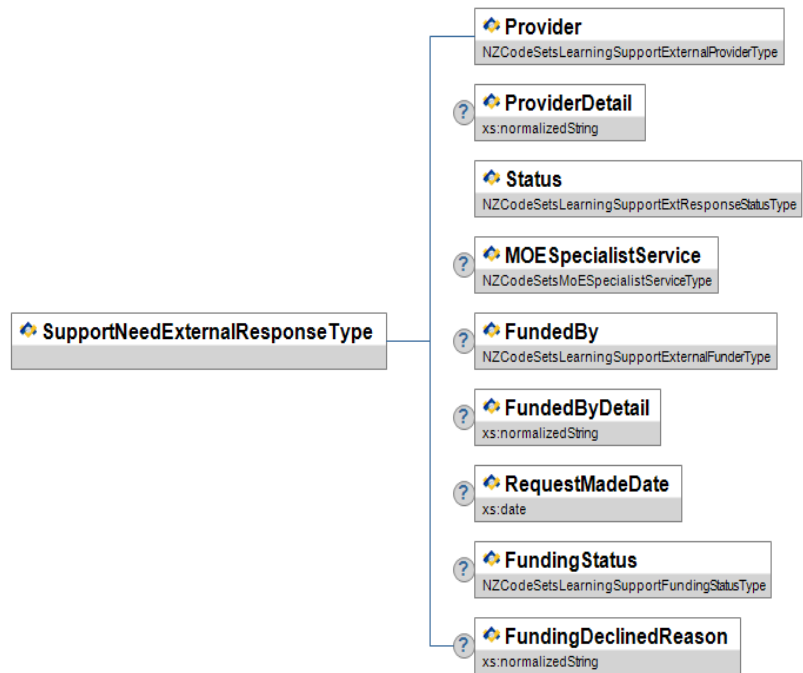 Provider
NZCodeSetsLearningSupportExternalProviderType
?
ProviderDetail
xs:normalizedString
Status
NZCodeSetsLearningSupportExtResponseStatusType
?
MOESpecialistService
NZCodeSetsMoESpecialistServiceType
SupportNeedExternalResponseType
?
FundedBy
NZCodeSetsLearningSupportExternalFunderType
?
FundedByDetail
xs:normalizedString
?
RequestMadeDate
xs:date
?
FundingStatus
NZCodeSetsLearningSupportFundingStatusType
?
FundingDeclinedReason
xs:normalizedString